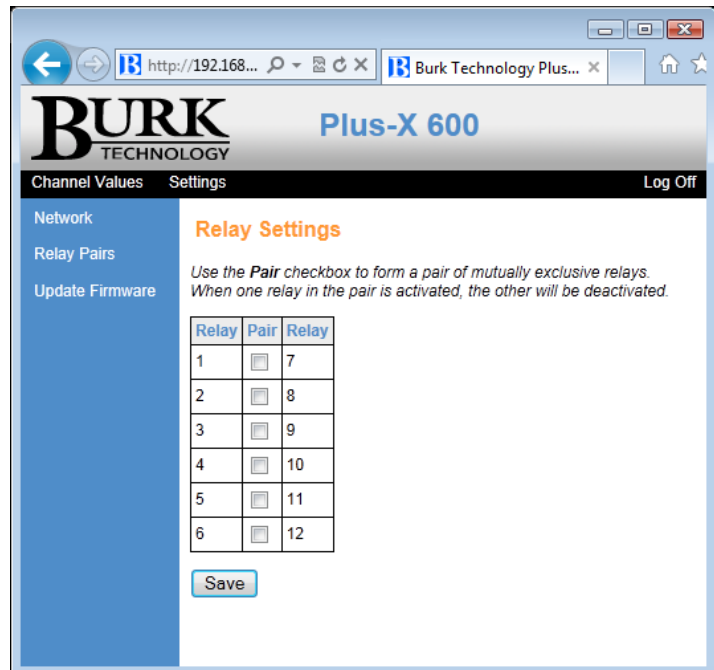 http://192.168...
Burk Technology Plus...
BURK
TECHNOLOGY
Plus-X 600
Channel Values Settings Log Off
Network
Relay Pairs
Update Firmware
Relay Settings
Use the Pair checkbox to form a pair of mutually exclusive relays.
When one relay in the pair is activated, the other will be deactivated.
Relay Pair Relay
1 7
2 8
3 9
4 10
5 11
6 12
Save